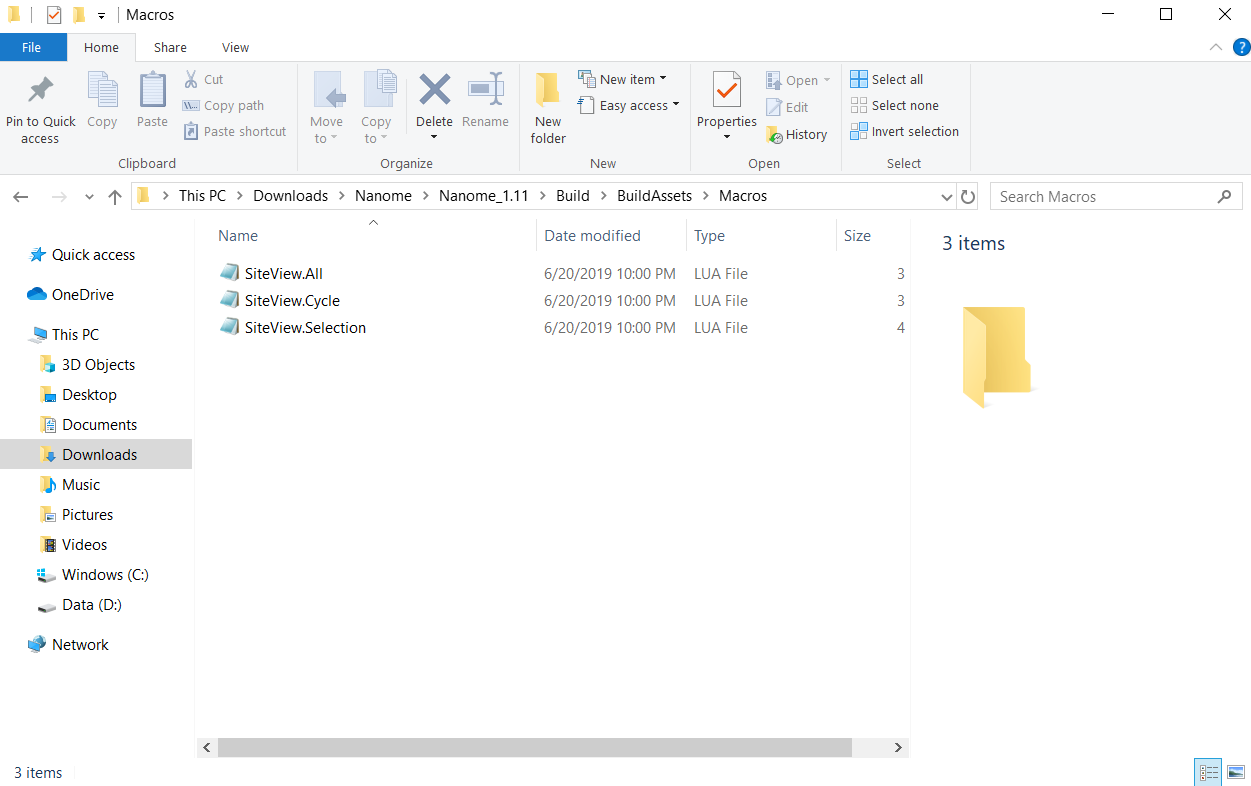 Macros
File Home Share View
?
Pin to Quick access
Copy
Paste
Cut
Copy path
Paste shortcut
Clipboard
Move to
Copy to
Delete
Rename
Organize
New folder
New item
Easy access
New
Properties
Open
Edit
History
Open
Select all
Select none
Invert selection
Select
This PC > Downloads > Nanome > Nanome_1.11 > Build > BuildAssets > Macros
Search Macros
Quick access
OneDrive
This PC
3D Objects
Desktop
Documents
Downloads
Music
Pictures
Videos
Windows (C:)
Data (D:)
Network
Name Date modified Type Size
SiteView.All 6/20/2019 10:00 PM LUA File 3
SiteView.Cycle 6/20/2019 10:00 PM LUA File 3
SiteView.Selection 6/20/2019 10:00 PM LUA File 4
3 items
3 items